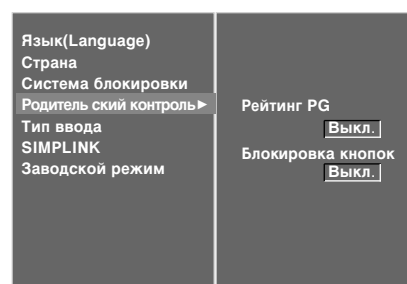 Язык(Language)
Страна
Система блокировки
Родитель ский контроль►
Тип ввода
SIMPLINK
Заводской режим
Рейтинг PG
Выкл.
Блокировка кнопок
Выкл.